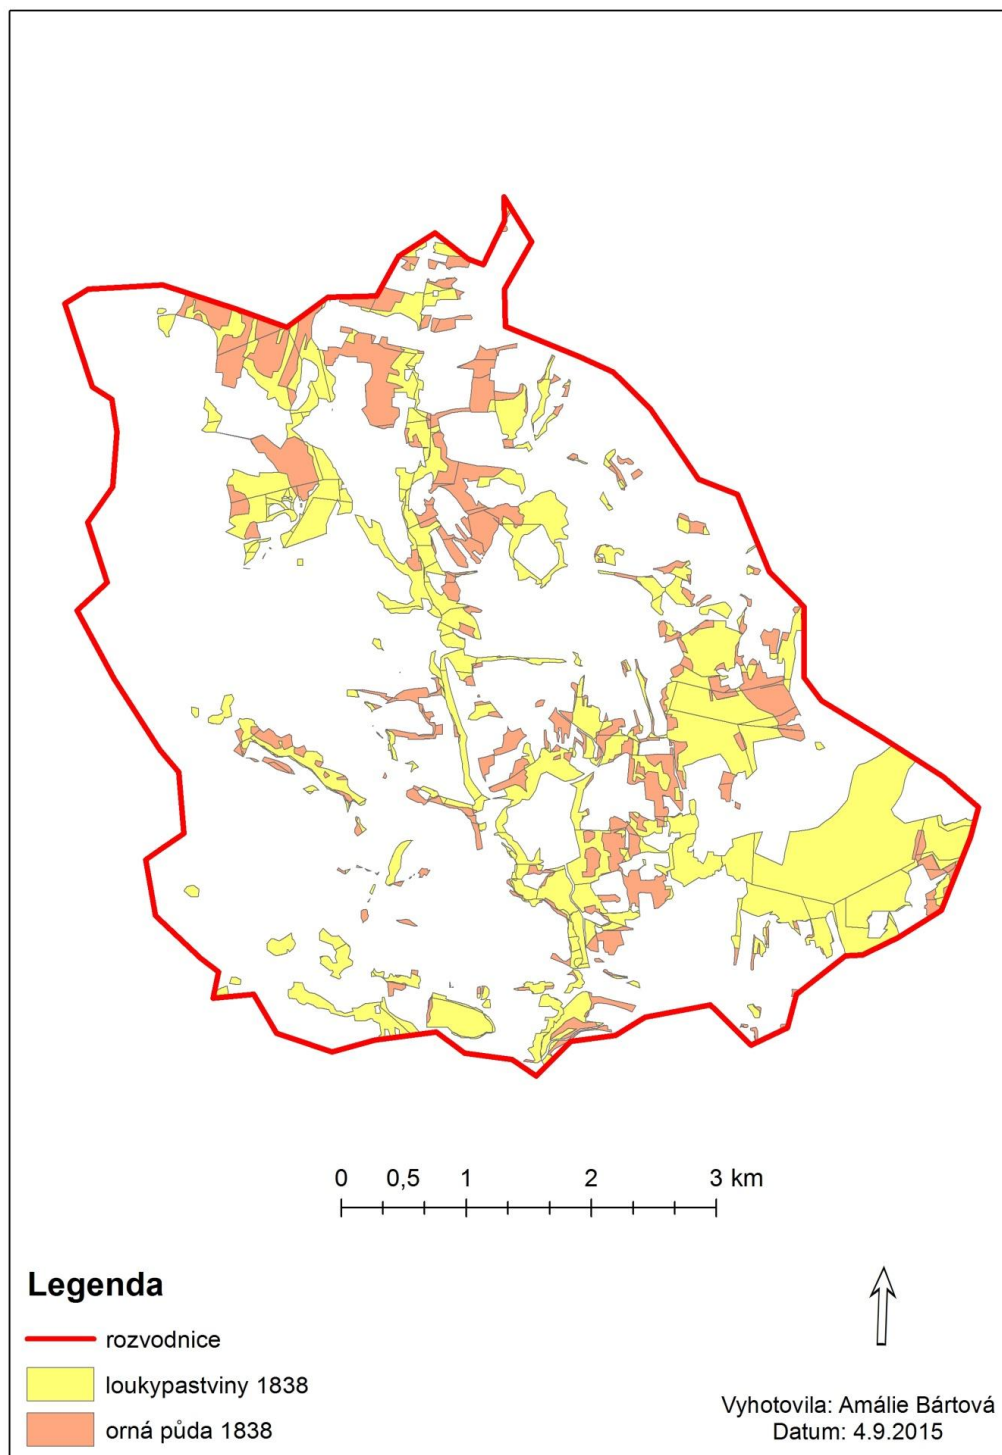 0 0,5 1 2 3 km
Legenda
rozvodnice
loukypastviny 1838
orná půda 1838
Vyhotovila: Amálie Bártová
Datum: 4.9.2015